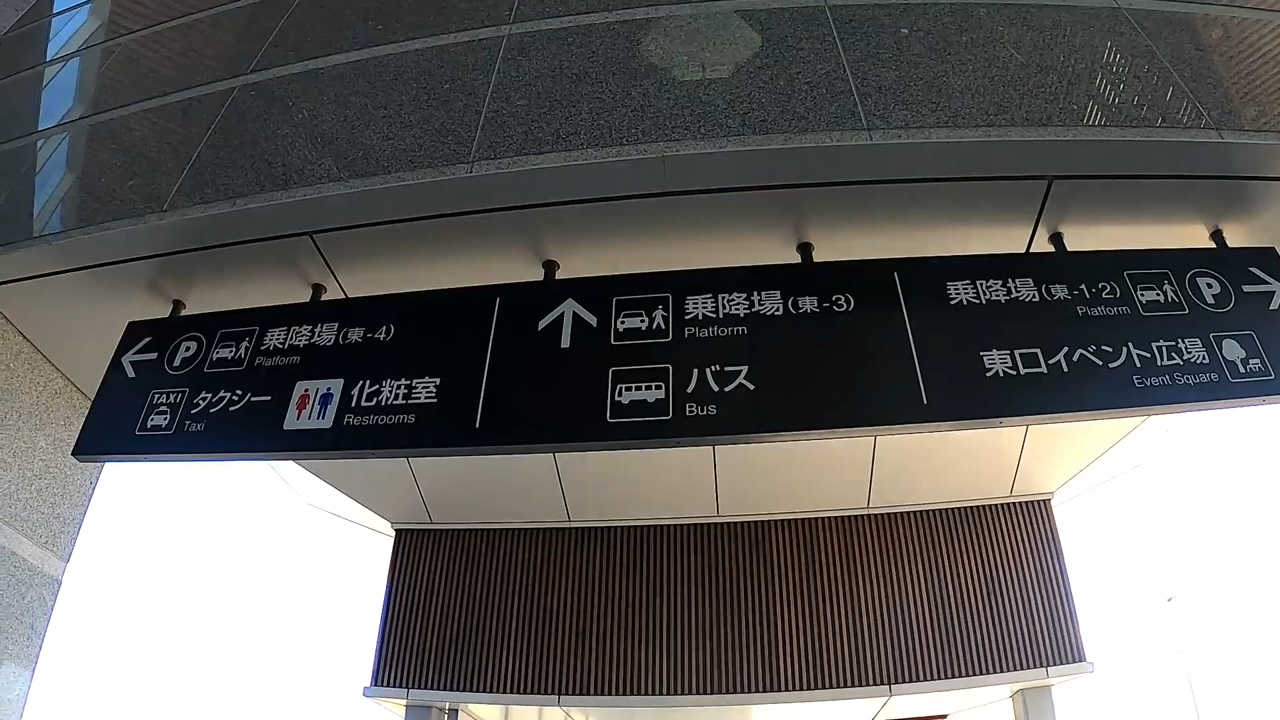 P 乗降場(東-4)
Platform
TAXI タクシー
Taxi
化粧室
Restrooms
乗降場(東-3)
Platform
バス
Bus
乗降場(東-1·2) P
Platform
東口イベント広場
Event Square